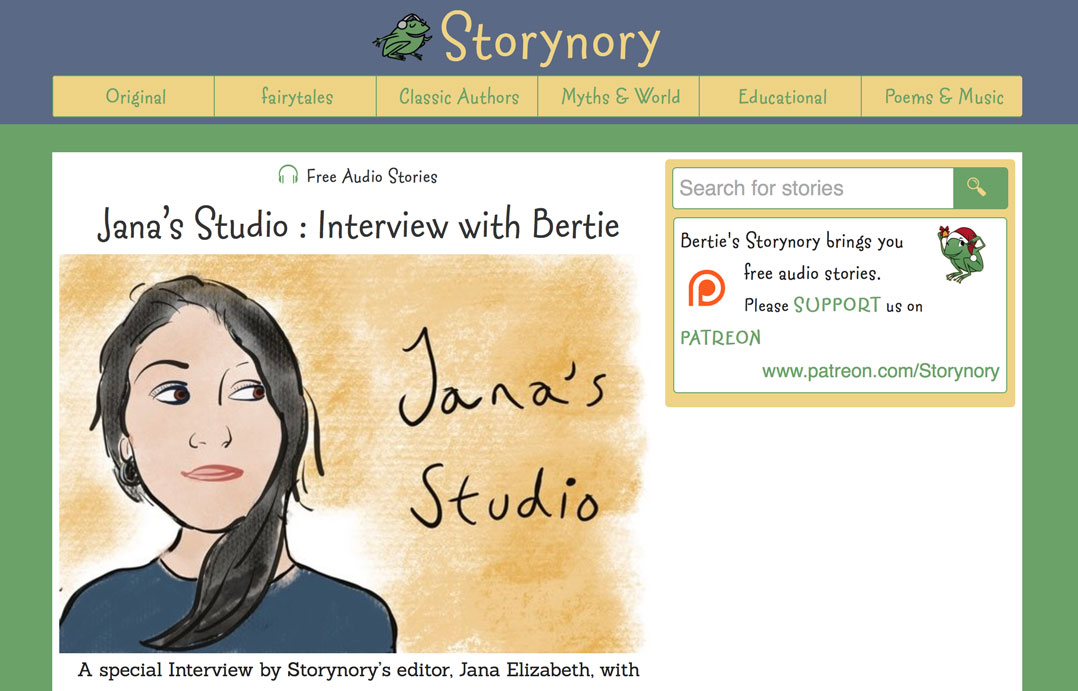 Storynory
Original
fairytales
Classic Authors
Myths & World
Educational
Poems & Music
Free Audio Stories
Jana's Studio : Interview with Bertie
Jana's
Studio
A special Interview by Storynory's editor, Jana Elizabeth, with
Search for stories
Bertie's Storynory brings you
free audio stories.
Please SUPPORT us on
PATREON
www.patreon.com/Storynory